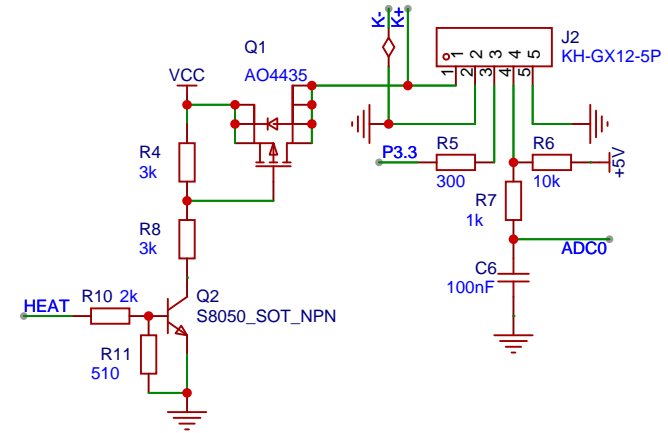 K-
K+
J2
KH-GX12-5P
Q1
AO4435
VCC
1 2 3 4 5
1 2 3 4 5
R4
3k
P3.3
R5
300
R6
10k
+5V
R7
1k
R8
3k
ADC0
C6
100nF
HEAT
R10 2k
Q2
S8050_SOT_NPN
R11
510